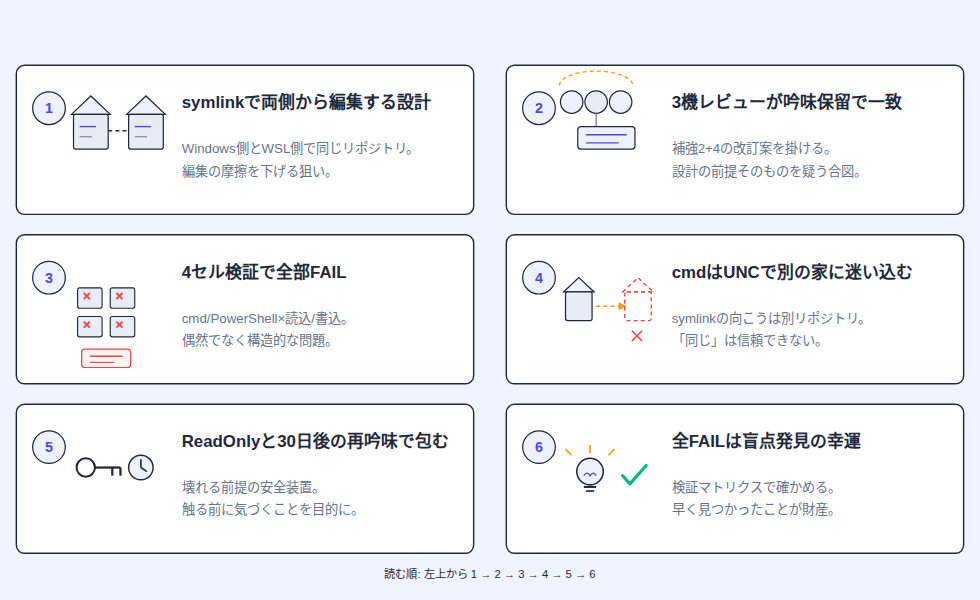 1
symlinkで両側から編集する設計
Windows側とWSL側で同じリポジトリ。
編集の摩擦を下げる狙い。
2
3機レビューが吟味保留で一致
補強2+4の改訂案を掛ける。
設計の前提そのものを疑う合図。
3
4セル検証で全部FAIL
cmd/PowerShell×読込/書込。
偶然でなく構造的な問題。
4
cmdはUNCで別の家に迷い込む
symlinkの向こうは別リポジトリ。
「同じ」は信頼できない。
5
ReadOnlyと30日後の再吟味で包む
壊れる前提の安全装置。
触る前に気づくことを目的に。
6
全FAILは盲点発見の幸運
検証マトリクスで確かめる。
早く見つかったことが財産。
読む順: 左上から 1 → 2 → 3 → 4 → 5 → 6